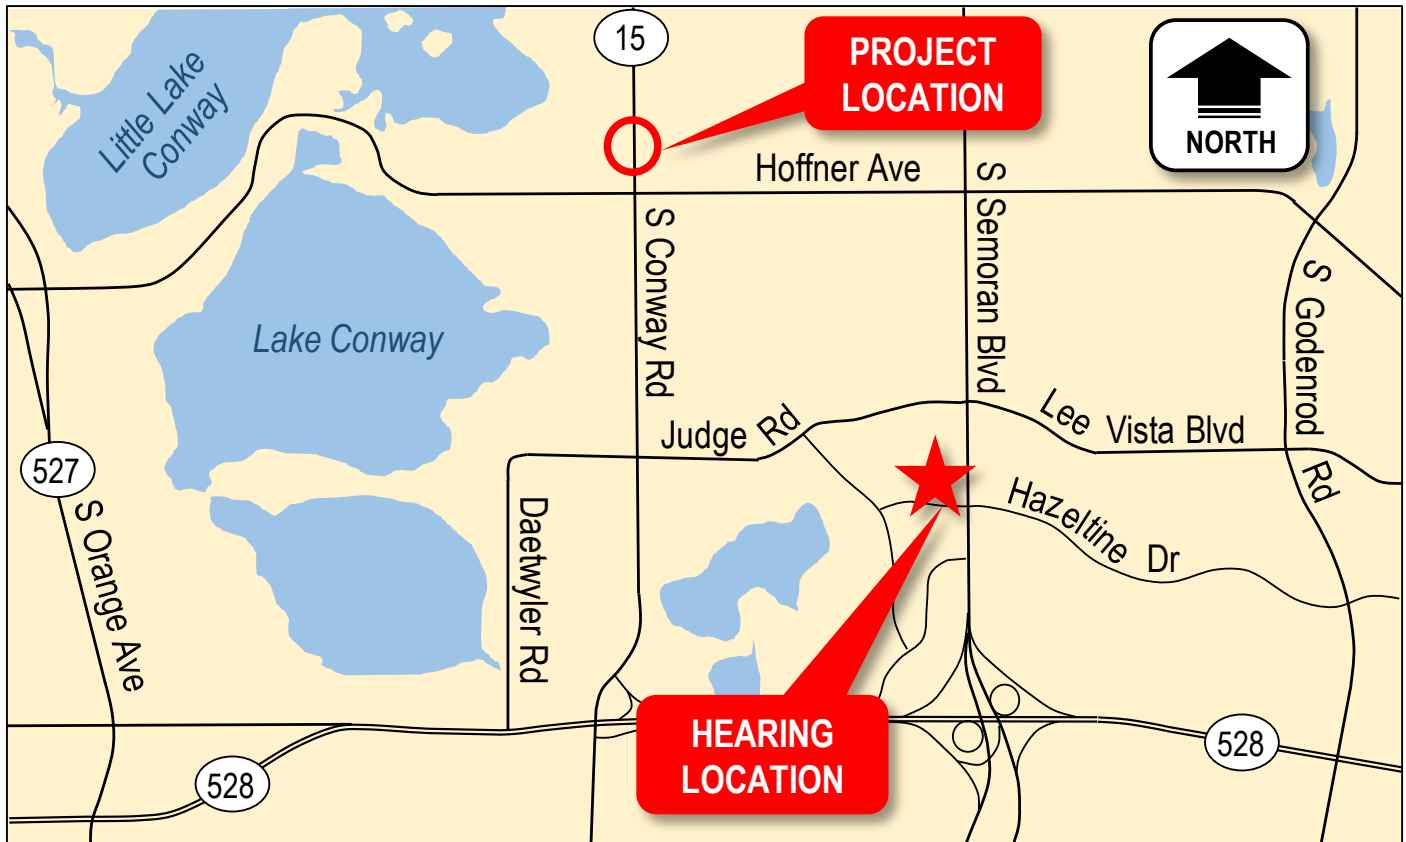 15
PROJECT
LOCATION
NORTH
Little Lake
Conway
Hoffner Ave
S Semoran Blvd
S Conway Rd
S Godenrod Rd
Lake Conway
Judge Rd
Lee Vista Blvd
527
S Orange Ave
Daetwyler Rd
Hazeltine Dr
HEARING
LOCATION
528
528